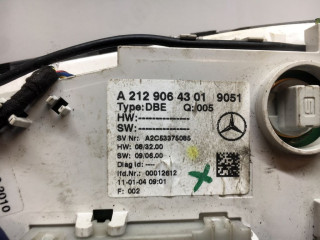 A 212 906 43 01 9051
Type: DBE Q:005
HW:---------------
SW:---------------
SV Nr: A2C53375085
HW: 08/32.00
SW: 09/06.00
Diag Id: ----
lfd.Nr.: 00012612
11-01-04 09:01
F: 002
2010